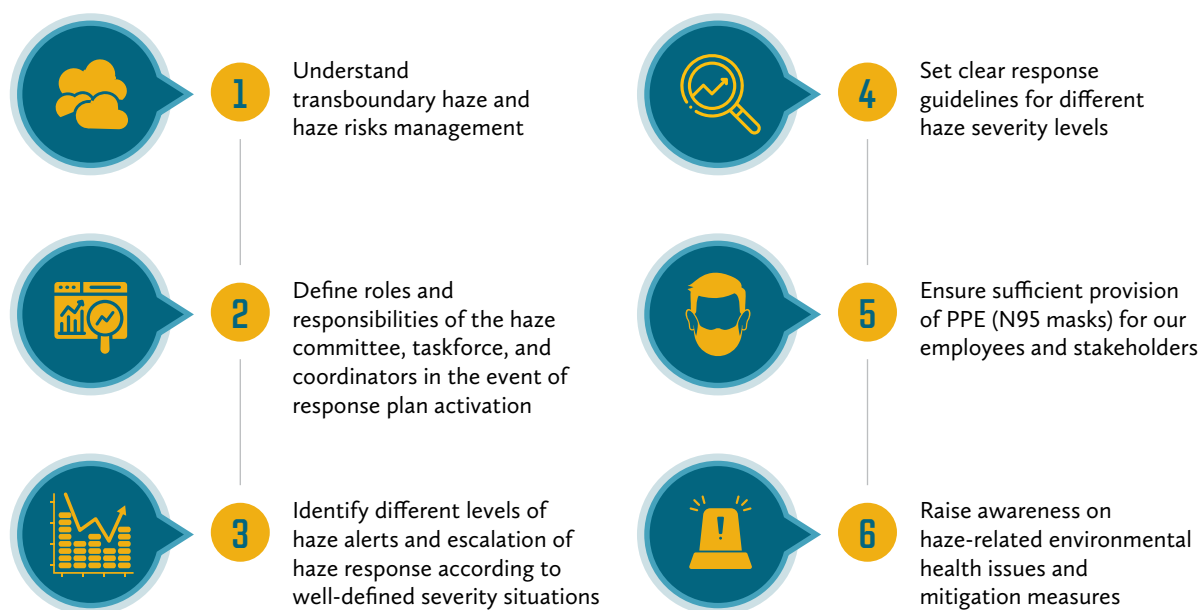 1
Understand
transboundary haze and
haze risks management
2
Define roles and
responsibilities of the haze
committee, taskforce, and
coordinators in the event of
response plan activation
3
Identify different levels of
haze alerts and escalation of
haze response according to
well-defined severity situations
4
Set clear response
guidelines for different
haze severity levels
5
Ensure sufficient provision
of PPE (N95 masks) for our
employees and stakeholders
!
6
Raise awareness on
haze-related environmental
health issues and
mitigation measures